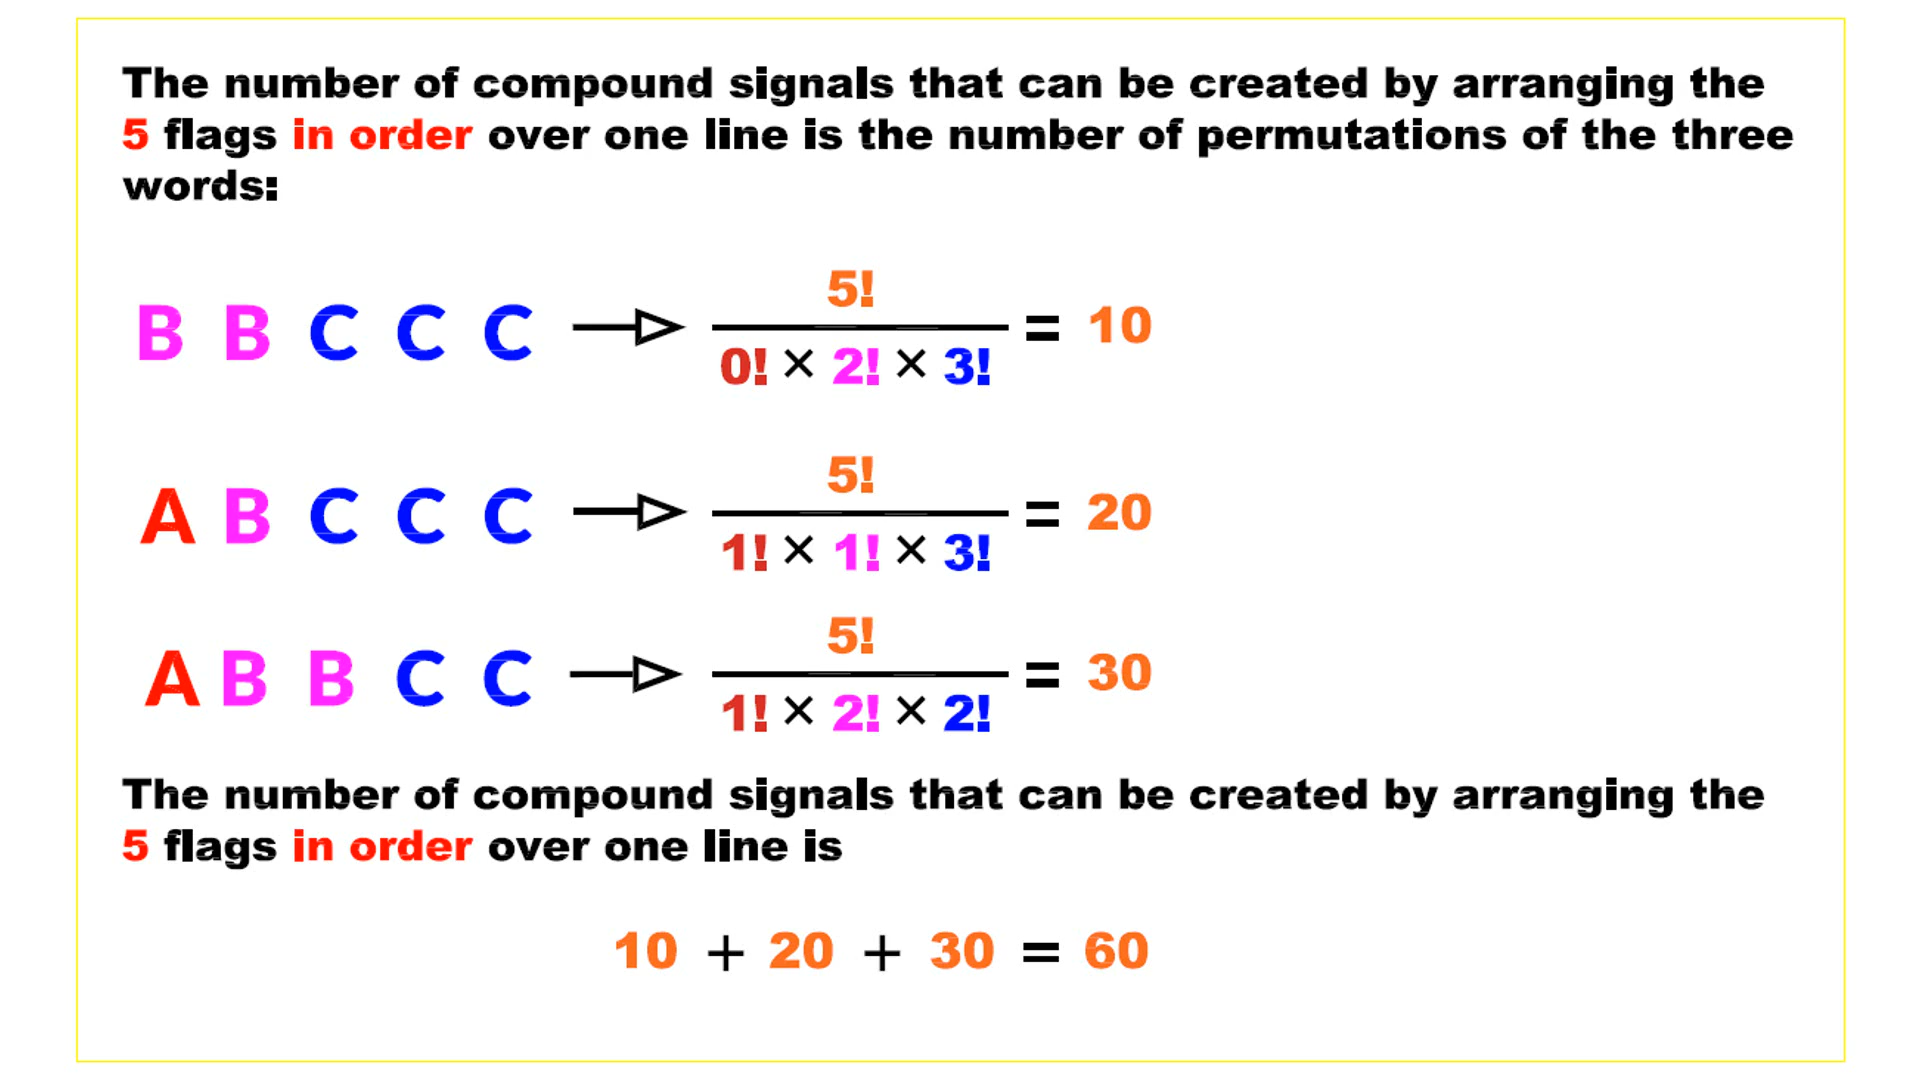 The number of compound signals that can be created by arranging the
5 flags in order over one line is the number of permutations of the three
words:
B B C C C → 5! / 0! × 2! × 3! = 10
A B C C C → 5! / 1! × 1! × 3! = 20
A B B C C → 5! / 1! × 2! × 2! = 30
The number of compound signals that can be created by arranging the
5 flags in order over one line is
10 + 20 + 30 = 60